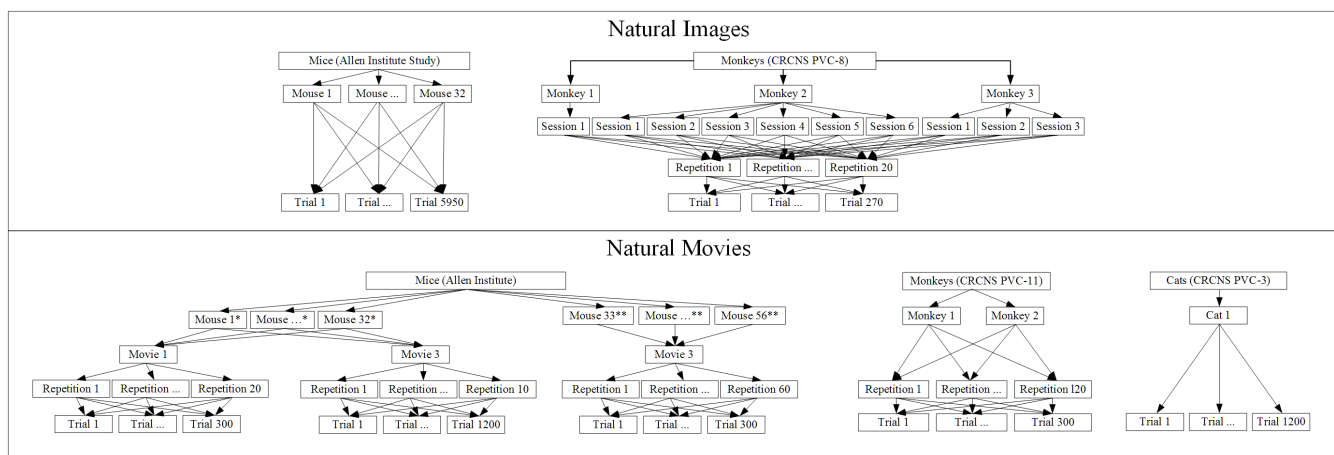 Natural Images
Mice (Allen Institute Study)
Monkeys (CRCNS PVC-8)
Mouse 1 Mouse ... Mouse 32
Monkey 1 Monkey 2 Monkey 3
Session 1 Session 1 Session 2 Session 3 Session 4 Session 5 Session 6 Session 1 Session 2 Session 3
Repetition 1 Repetition ... Repetition 20
Trial 1 Trial ... Trial 5950
Trial 1 Trial ... Trial 270
Natural Movies
Mice (Allen Institute)
Monkeys (CRCNS PVC-11)
Cats (CRCNS PVC-3)
Mouse 1* Mouse …* Mouse 32*
Mouse 33** Mouse …** Mouse 56**
Monkey 1 Monkey 2
Cat 1
Movie 1 Movie 3 Movie 3
Repetition 1 Repetition ... Repetition 20
Repetition 1 Repetition ... Repetition 10
Repetition 1 Repetition ... Repetition 60
Repetition 1 Repetition ... Repetition l20
Trial 1 Trial ... Trial 300
Trial 1 Trial ... Trial 1200
Trial 1 Trial ... Trial 300
Trial 1 Trial ... Trial 300
Trial 1 Trial ... Trial 1200